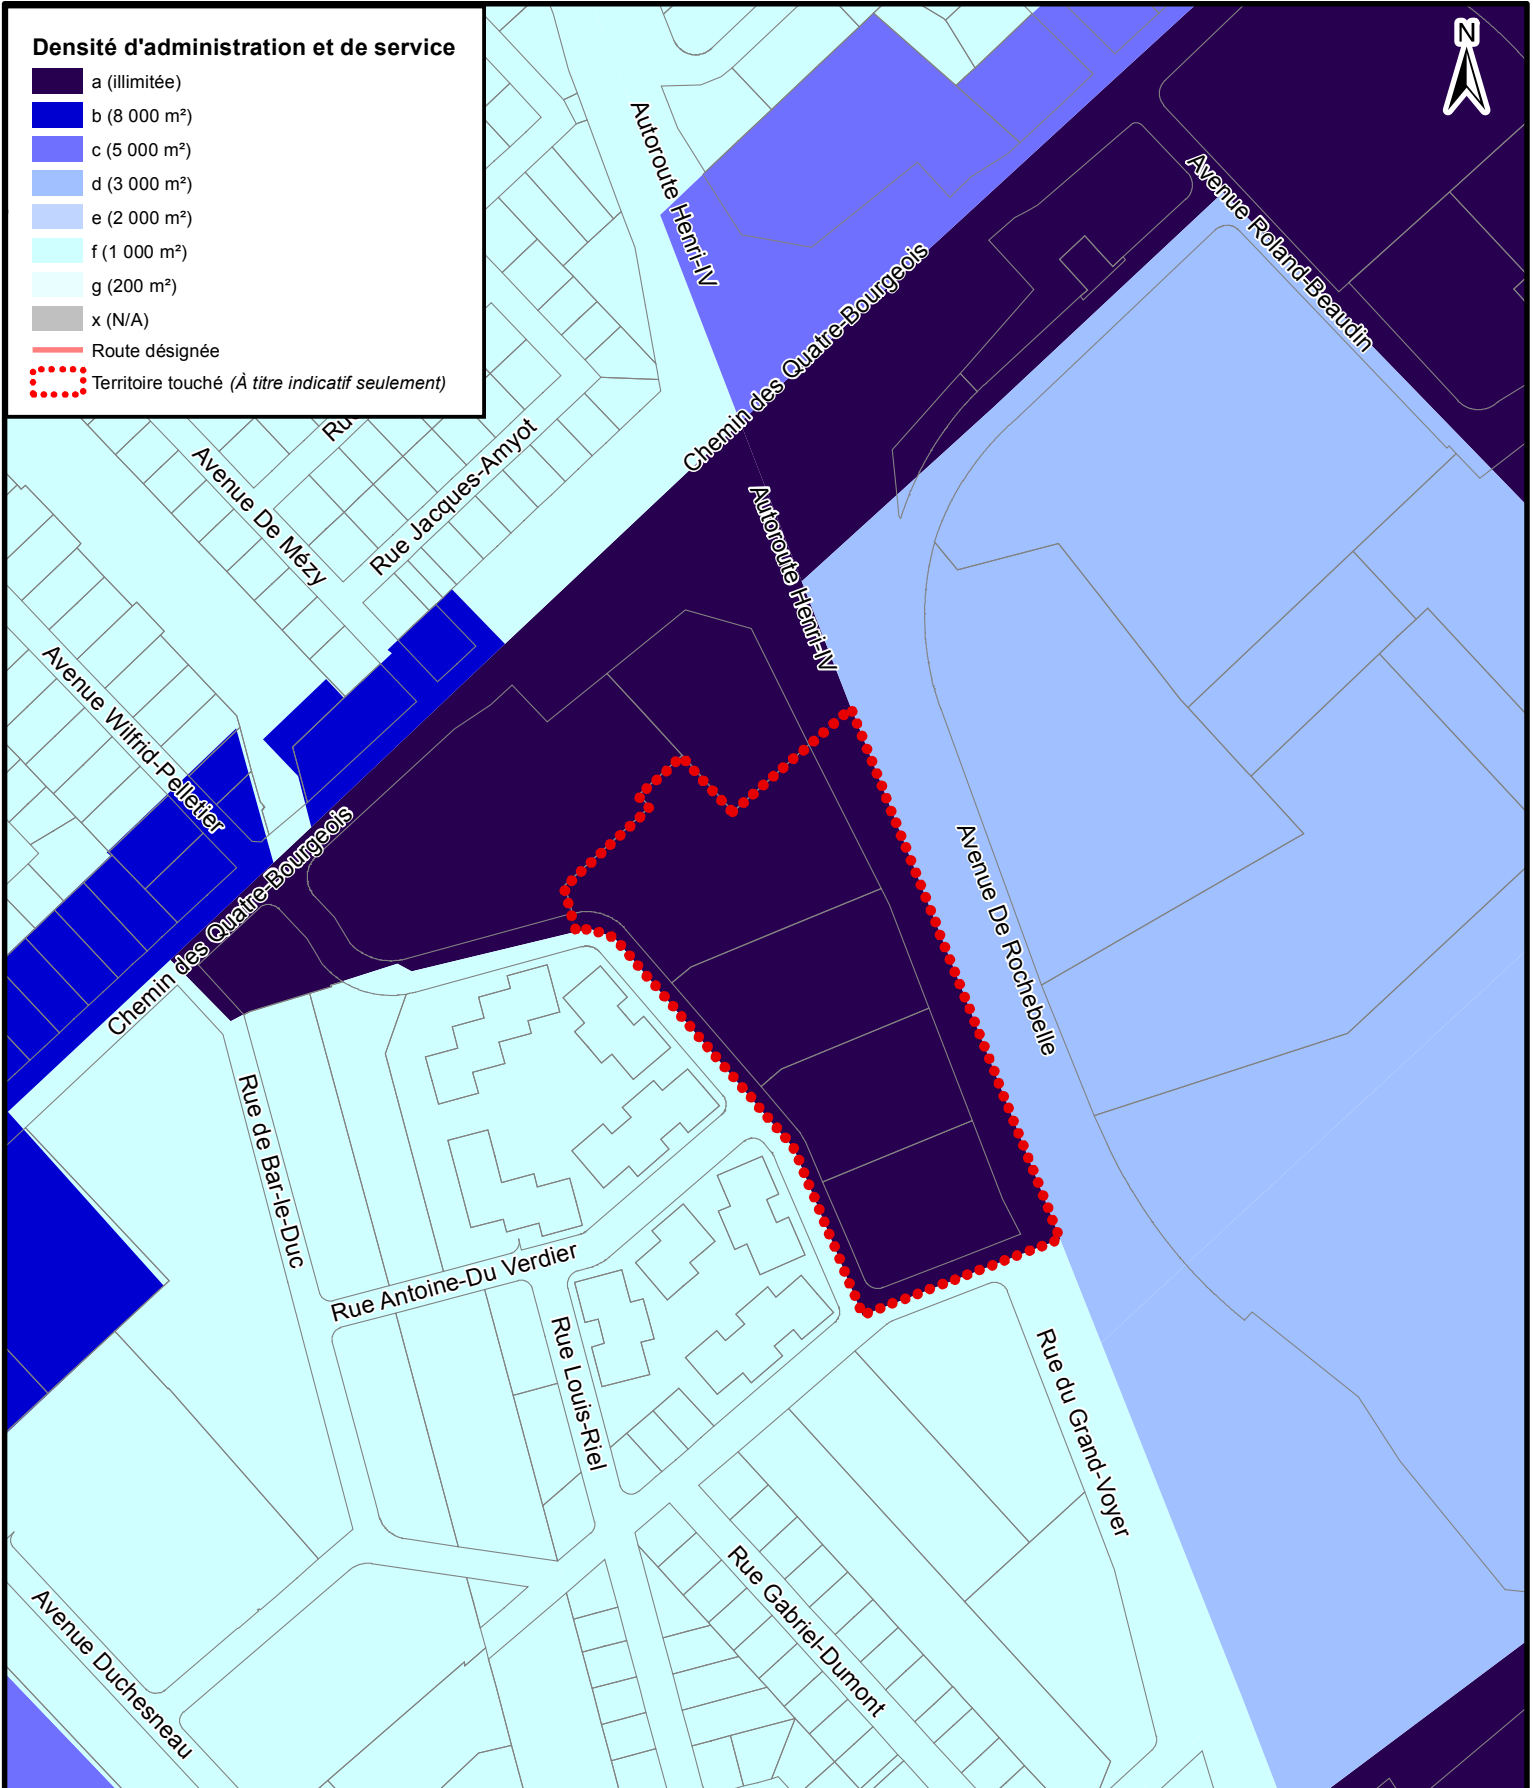 Densité d'administration et de service
a (illimitée)
b (8 000 m²)
c (5 000 m²)
d (3 000 m²)
e (2 000 m²)
f (1 000 m²)
g (200 m²)
x (N/A)
Route désignée
Territoire touché (À titre indicatif seulement)
N
Autoroute Henri-IV
Avenue Roland-Beaudin
Chemin des Quatre-Bourgeois
Avenue De Mézy
Rue Jacques-Amyot
Autoroute Henri-IV
Avenue Wilfrid-Pelletier
Chemin des Quatre-Bourgeois
Avenue De Rochebelle
Rue de Bar-le-Duc
Rue Antoine-Du Verdier
Rue Louis-Riel
Rue du Grand-Voyer
Rue Gabriel-Dumont
Avenue Duchesneau